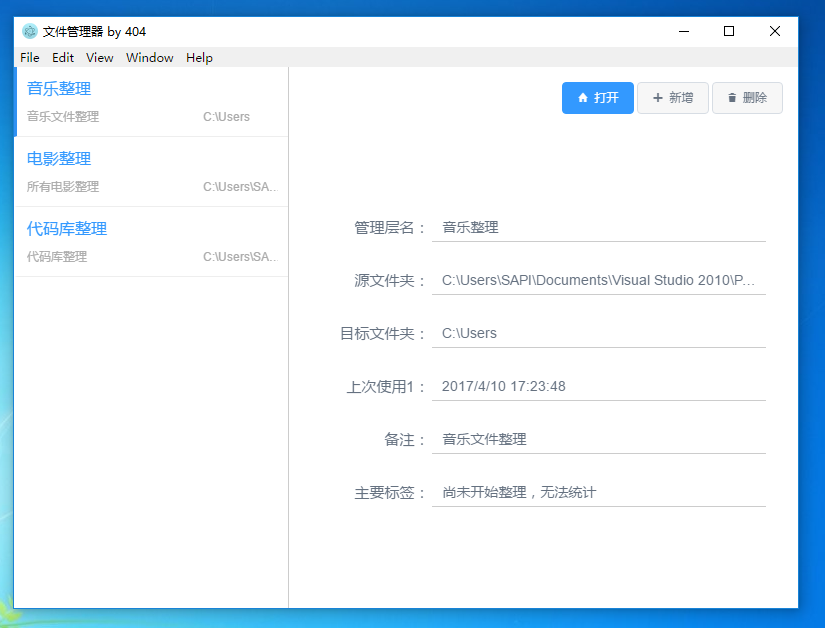 文件管理器 by 404
File Edit View Window Help
音乐整理
音乐文件整理 C:\Users
电影整理
所有电影整理 C:\Users\SA...
代码库整理
代码库整理 C:\Users\SA...
打开 新增 删除
管理层名： 音乐整理
源文件夹： C:\Users\SAPI\Documents\Visual Studio 2010\P...
目标文件夹： C:\Users
上次使用1： 2017/4/10 17:23:48
备注： 音乐文件整理
主要标签： 尚未开始整理，无法统计